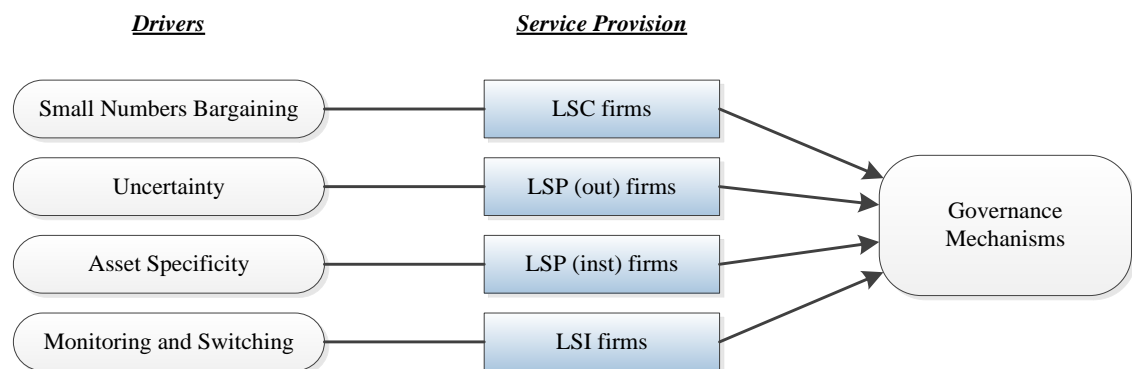 Drivers
Service Provision
Small Numbers Bargaining
LSC firms
Uncertainty
LSP (out) firms
Governance
Mechanisms
Asset Specificity
LSP (inst) firms
Monitoring and Switching
LSI firms